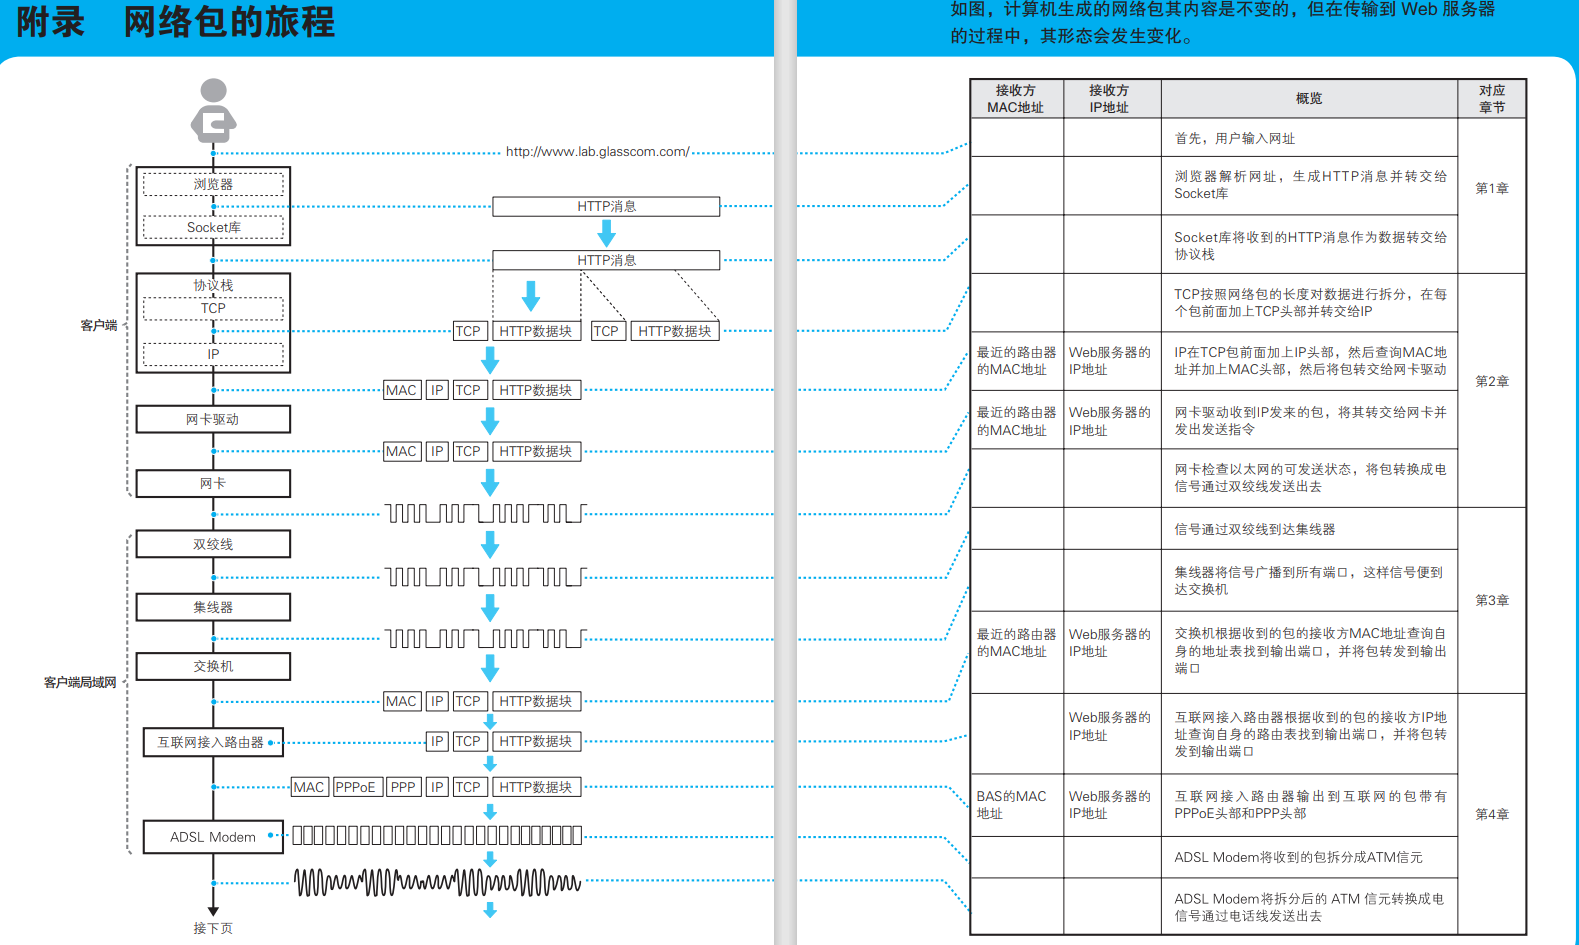 附录 网络包的旅程
如图，计算机生成的网络包其内容是不变的，但在传输到 Web 服务器
的过程中，其形态会发生变化。
http://www.lab.glasscom.com/
客户端
浏览器
HTTP消息
Socket库
HTTP消息
协议栈
TCP
TCP HTTP数据块 TCP HTTP数据块
IP
MAC IP TCP HTTP数据块
网卡驱动
MAC IP TCP HTTP数据块
网卡
客户端局域网
双绞线
集线器
交换机
MAC IP TCP HTTP数据块
互联网接入路由器
IP TCP HTTP数据块
MAC PPPoE PPP IP TCP HTTP数据块
ADSL Modem
接下页
接收方
MAC地址
接收方
IP地址
概览
对应
章节
首先，用户输入网址
浏览器解析网址，生成HTTP消息并转交给
Socket库
Socket库将收到的HTTP消息作为数据转交给
协议栈
第1章
TCP按照网络包的长度对数据进行拆分，在每
个包前面加上TCP头部并转交给IP
最近的路由器
的MAC地址
Web服务器的
IP地址
IP在TCP包前面加上IP头部，然后查询MAC地
址并加上MAC头部，然后将包转交给网卡驱动
第2章
最近的路由器
的MAC地址
Web服务器的
IP地址
网卡驱动收到IP发来的包，将其转交给网卡并
发出发送指令
网卡检查以太网的可发送状态，将包转换成电
信号通过双绞线发送出去
信号通过双绞线到达集线器
集线器将信号广播到所有端口，这样信号便到
达交换机
第3章
最近的路由器
的MAC地址
Web服务器的
IP地址
交换机根据收到的包的接收方MAC地址查询自
身的地址表找到输出端口，并将包转发到输出
端口
Web服务器的
IP地址
互联网接入路由器根据收到的包的接收方IP地
址查询自身的路由表找到输出端口，并将包转
发到输出端口
BAS的MAC
地址
Web服务器的
IP地址
互联网接入路由器输出到互联网的包带有
PPPoE头部和PPP头部
第4章
ADSL Modem将收到的包拆分成ATM信元
ADSL Modem将拆分后的 ATM 信元转换成电
信号通过电话线发送出去